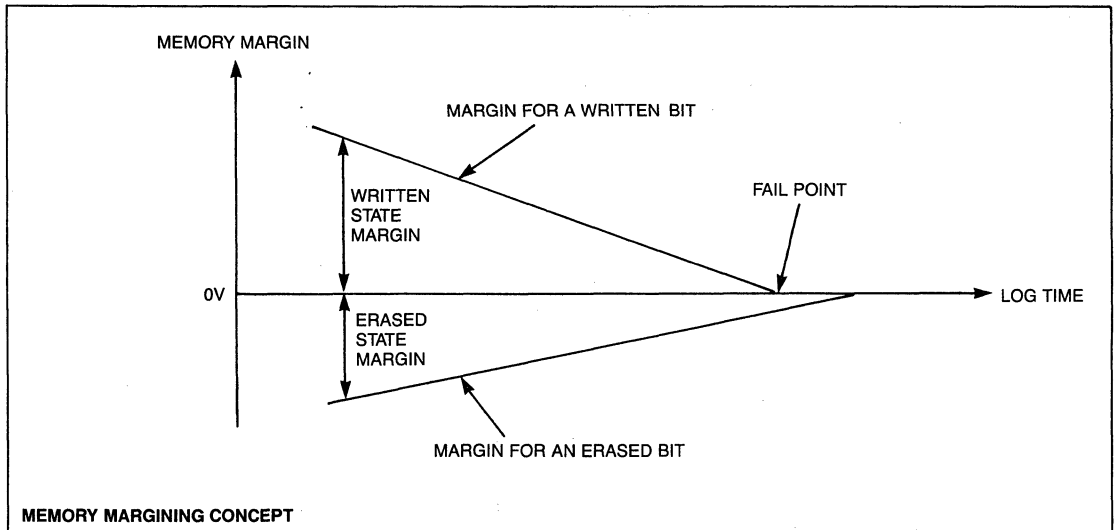 MEMORY MARGIN
MARGIN FOR A WRITTEN BIT
FAIL POINT
WRITTEN
STATE
MARGIN
0V
LOG TIME
ERASED
STATE
MARGIN
MARGIN FOR AN ERASED BIT
MEMORY MARGINING CONCEPT